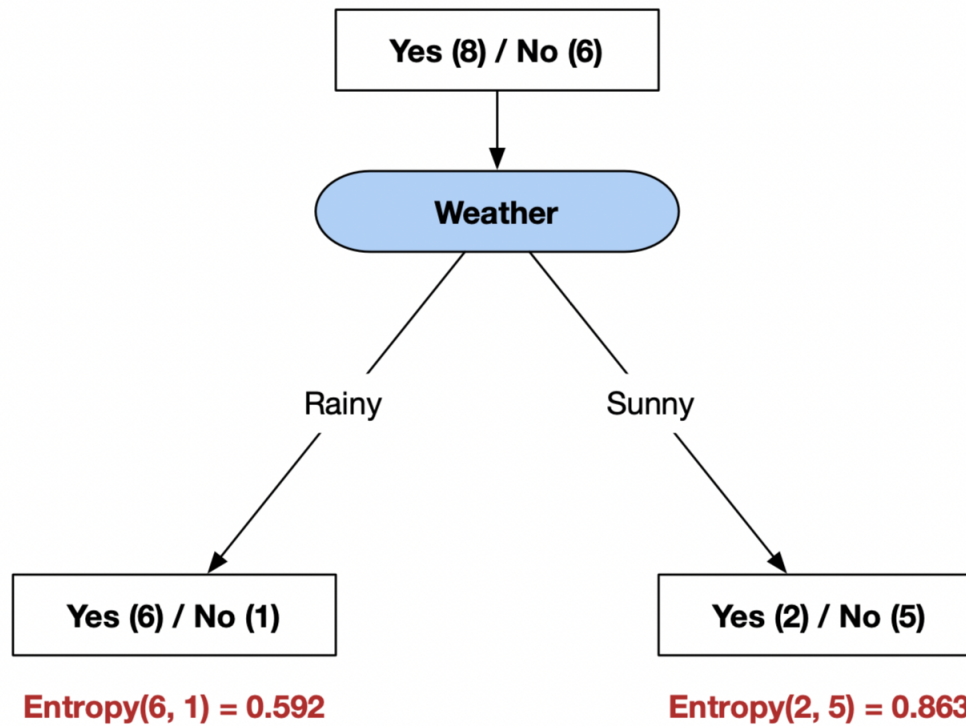 Yes (8) / No (6)
Weather
Rainy
Sunny
Yes (6) / No (1)
Yes (2) / No (5)
Entropy(6, 1) = 0.592
Entropy(2, 5) = 0.863